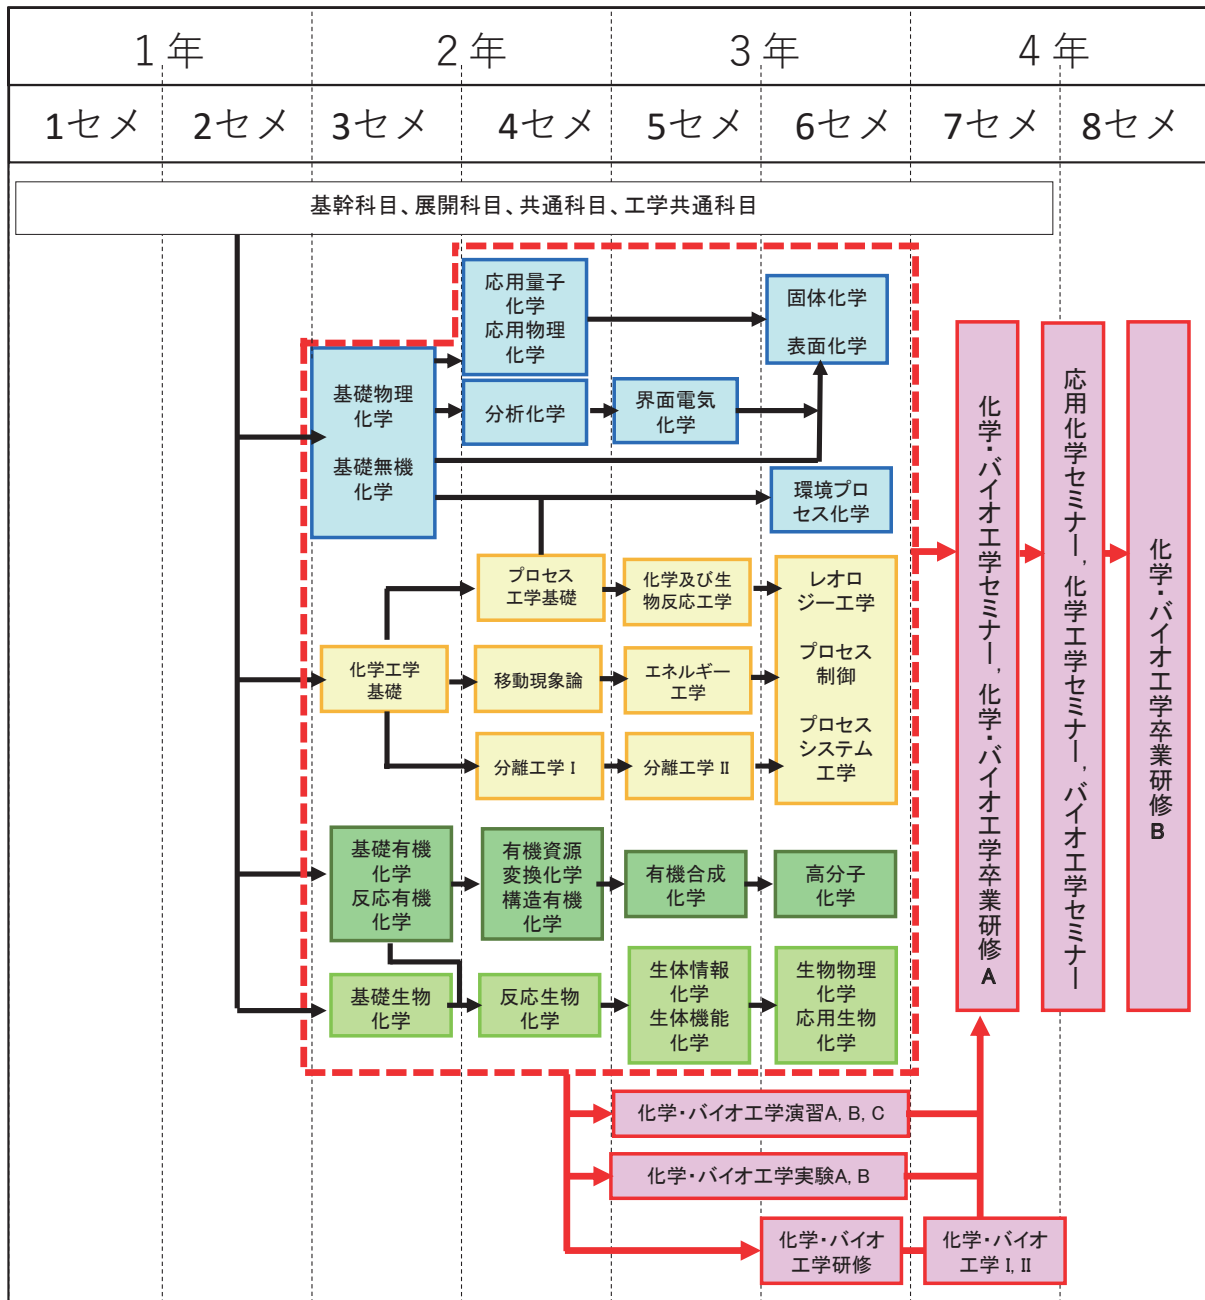 1年
2年
3年
4年
1セメ
2セメ
3セメ
4セメ
5セメ
6セメ
7セメ
8セメ
基幹科目、展開科目、共通科目、工学共通科目
基礎物理
化学
基礎無機
化学
応用量子
化学
応用物理
化学
分析化学
界面電気
化学
固体化学
表面化学
環境プロ
セス化学
化学工学
基礎
プロセス
工学基礎
移動現象論
分離工学 I
化学及び生
物反応工学
エネルギー
工学
分離工学 II
レオロ
ジー工学
プロセス
制御
プロセス
システム
工学
基礎有機
化学
反応有機
化学
有機資源
変換化学
構造有機
化学
有機合成
化学
高分子
化学
基礎生物
化学
反応生物
化学
生体情報
化学
生体機能
化学
生物物理
化学
応用生物
化学
化学・バイオ工学演習A, B, C
化学・バイオ工学実験A, B
化学・バイオ
工学研修
化学・バイオ
工学 I, II
化学・バイオ工学セミナー, 化学・バイオ工学卒業研修A
応用化学セミナー, 化学工学セミナー, バイオ工学セミナー
化学・バイオ工学卒業研修B